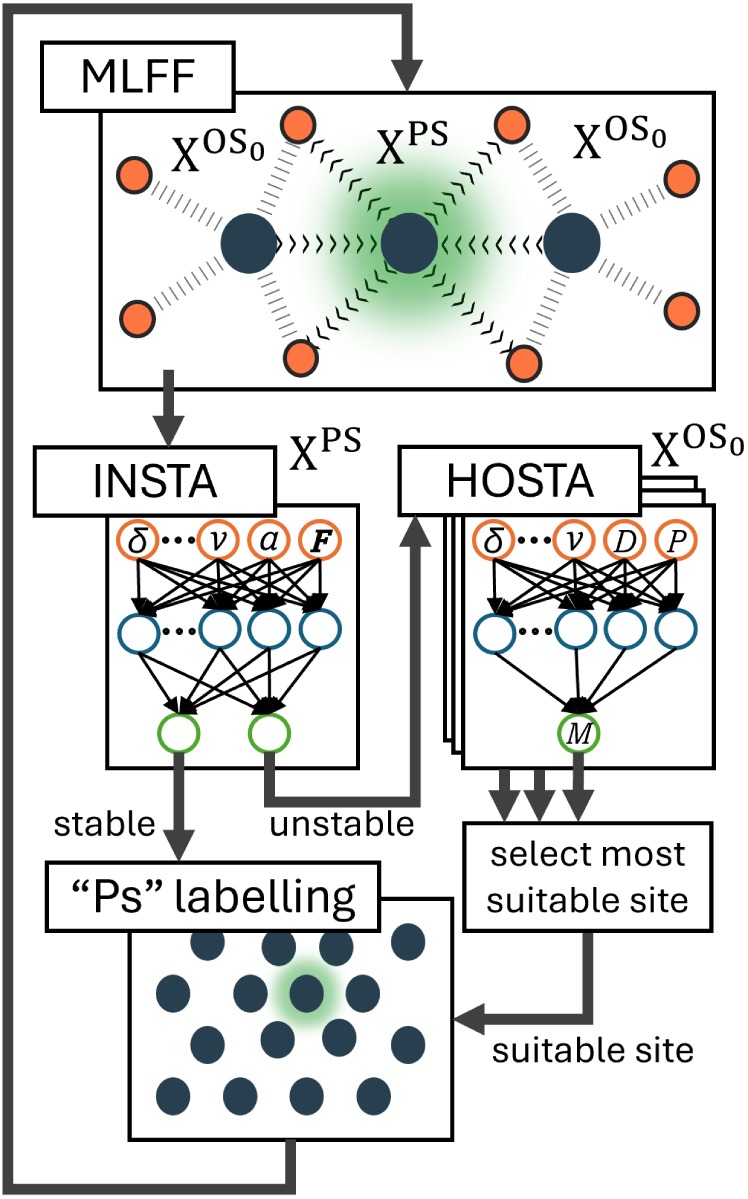 MLFF
X^OS₀ X^PS X^OS₀
INSTA X^PS
HOSTA X^OS₀
δ ν a F
δ ν D P
M
stable
unstable
select most
suitable site
“Ps” labelling
suitable site